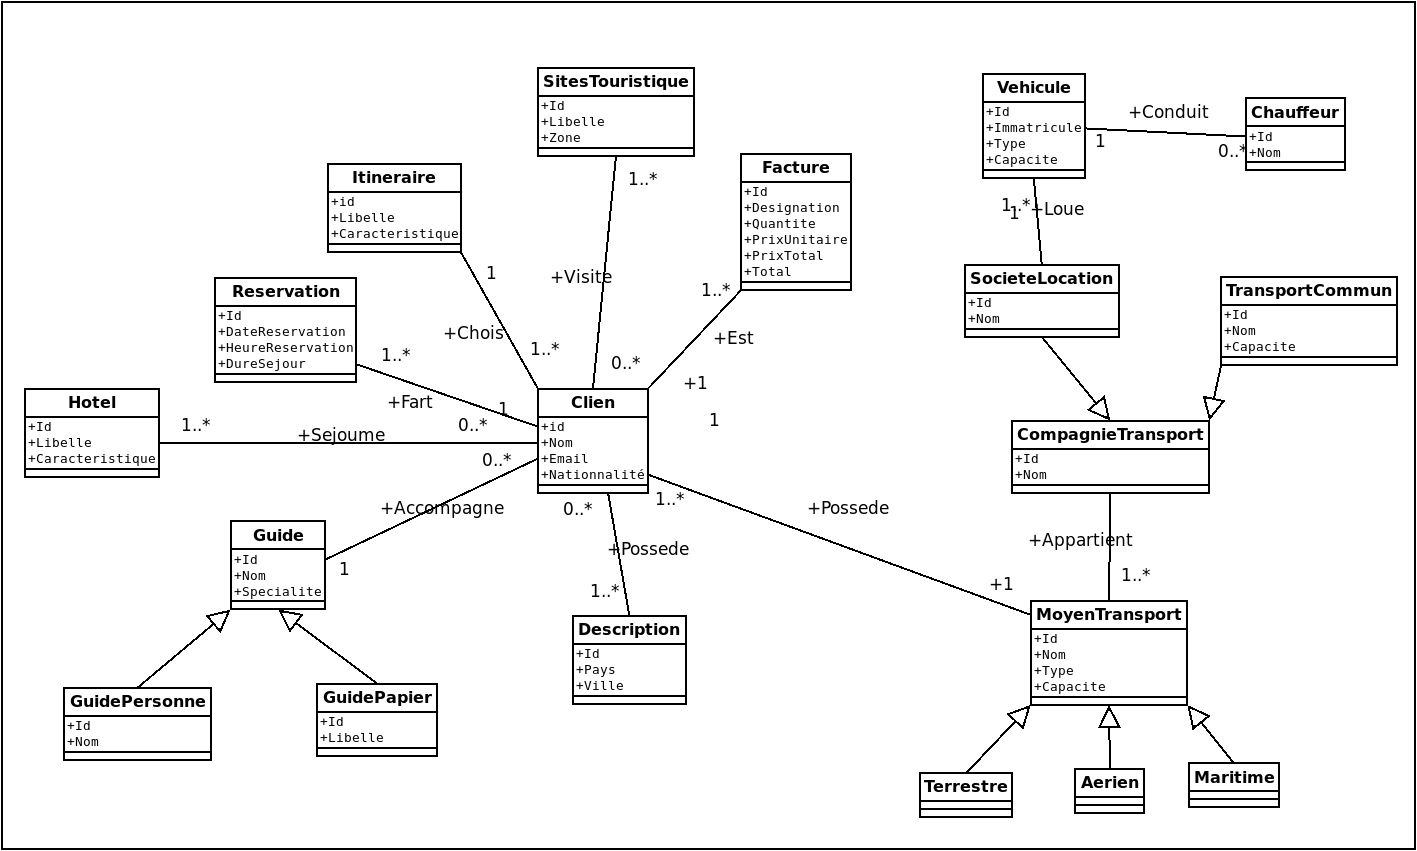 SitesTouristique
+Id
+Libelle
+Zone
Vehicule
+Id
+Immatricule
+Type
+Capacite
+Conduit
1
0..*
Chauffeur
+Id
+Nom
Itineraire
+id
+Libelle
+Caracteristique
1..*
Facture
+Id
+Designation
+Quantite
+PrixUnitaire
+PrixTotal
+Total
1..*
1
+Loue
SocieteLocation
+Id
+Nom
TransportCommun
+Id
+Nom
+Capacite
Reservation
+Id
+DateReservation
+HeureReservation
+DureSejour
1
+Visite
1..*
+Chois
1..*
0..*
+Est
+1
1
1..*
+Fart
1
Hotel
+Id
+Libelle
+Caracteristique
1..*
+Sejoume
0..*
Clien
+id
+Nom
+Email
+Nationnalité
CompagnieTransport
+Id
+Nom
0..*
+Accompagne
1
0..*
+Possede
1..*
1..*
+Possede
+1
+Appartient
1..*
Guide
+Id
+Nom
+Specialite
Description
+Id
+Pays
+Ville
MoyenTransport
+Id
+Nom
+Type
+Capacite
GuidePersonne
+Id
+Nom
GuidePapier
+Id
+Libelle
Terrestre
Aerien
Maritime